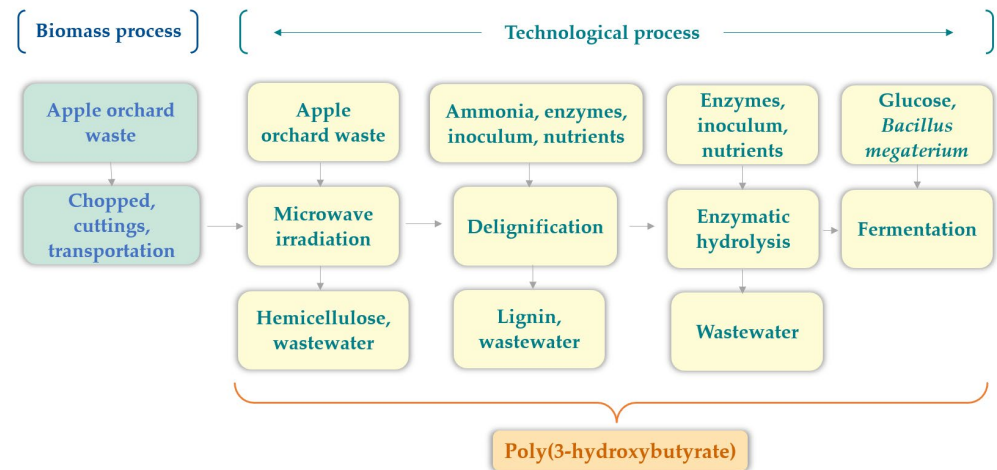 Biomass process
Technological process
Apple orchard
waste
Apple
orchard waste
Ammonia, enzymes,
inoculum, nutrients
Enzymes,
inoculum,
nutrients
Glucose,
Bacillus
megaterium
Chopped,
cuttings,
transportation
Microwave
irradiation
Delignification
Enzymatic
hydrolysis
Fermentation
Hemicellulose,
wastewater
Lignin,
wastewater
Wastewater
Poly(3-hydroxybutyrate)